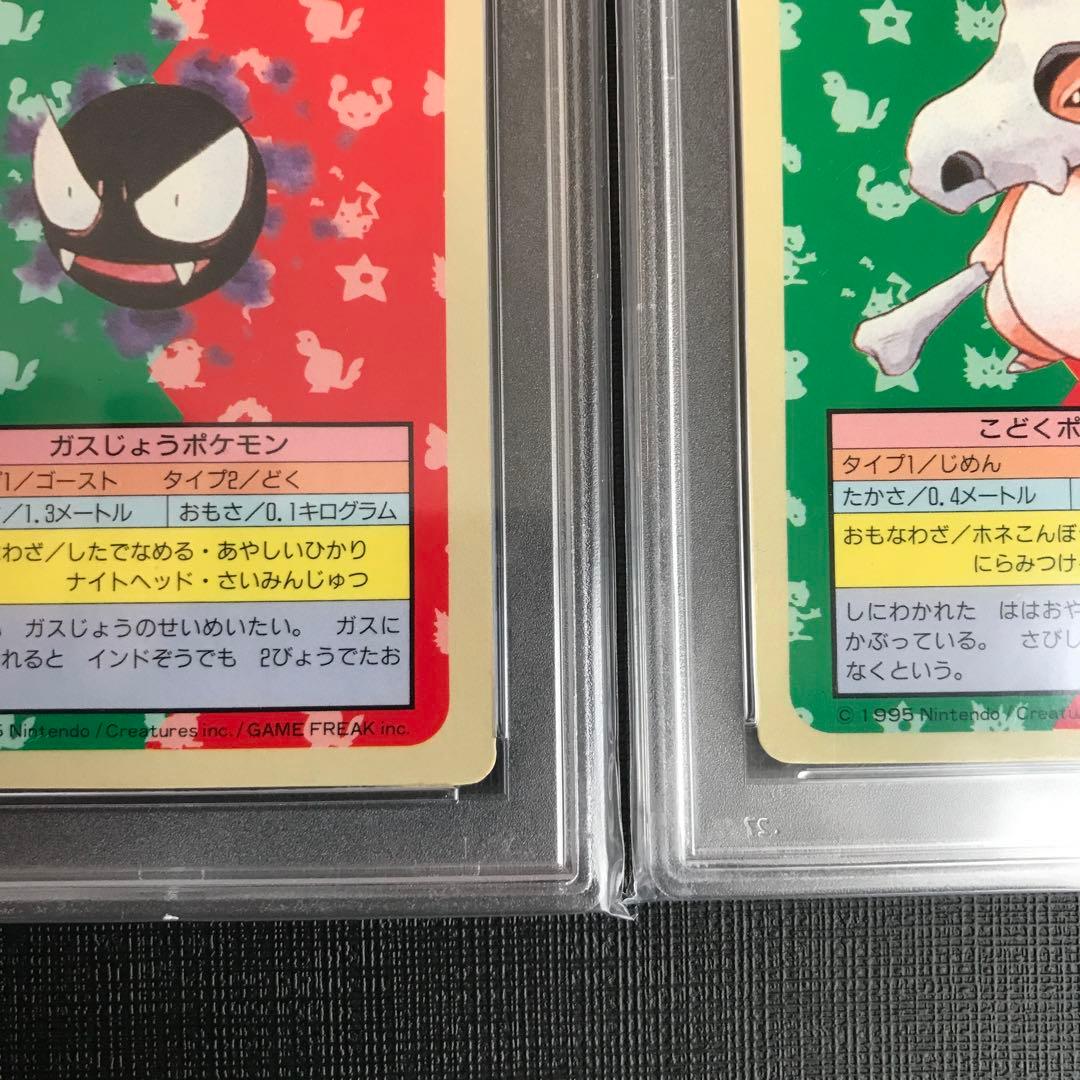 ガスじょうポケモン
1/ゴースト タイプ2/どく
/1.3メートル おもさ/0.1キログラム
わざ/したでなめる・あやしいひかり
ナイトヘッド・さいみんじゅつ
ガスじょうのせいめいたい。 ガスに
れると インドぞうでも 2びょうでたお
5 Nintendo / Creatures inc. / GAME FREAK inc.
こどくポ
タイプ1/じめん
たかさ/0.4メートル
おもなわざ/ホネこんぼ
にらみつけ
しにわかれた ははおや
かぶっている。 さびし
なくという。
© 1995 Nintendo / Creatu
27